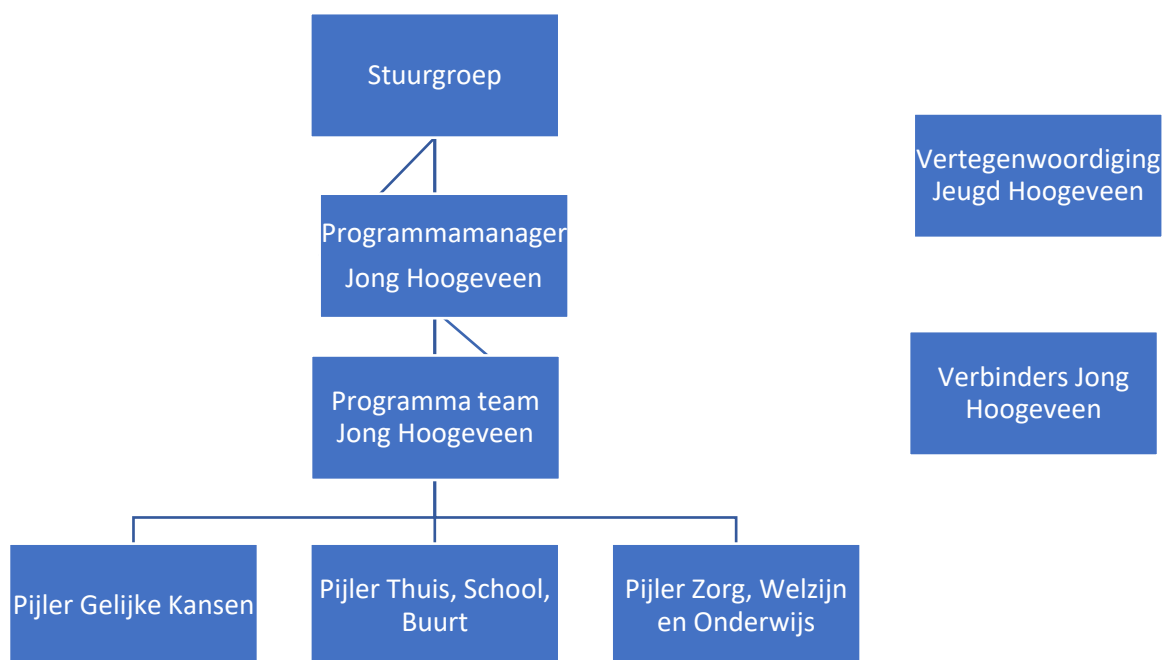 Stuurgroep
Vertegenwoordiging
Jeugd Hoogeveen
Programmamanager
Jong Hoogeveen
Verbinders Jong
Hoogeveen
Programma team
Jong Hoogeveen
Pijler Gelijke Kansen
Pijler Thuis, School,
Buurt
Pijler Zorg, Welzijn
en Onderwijs